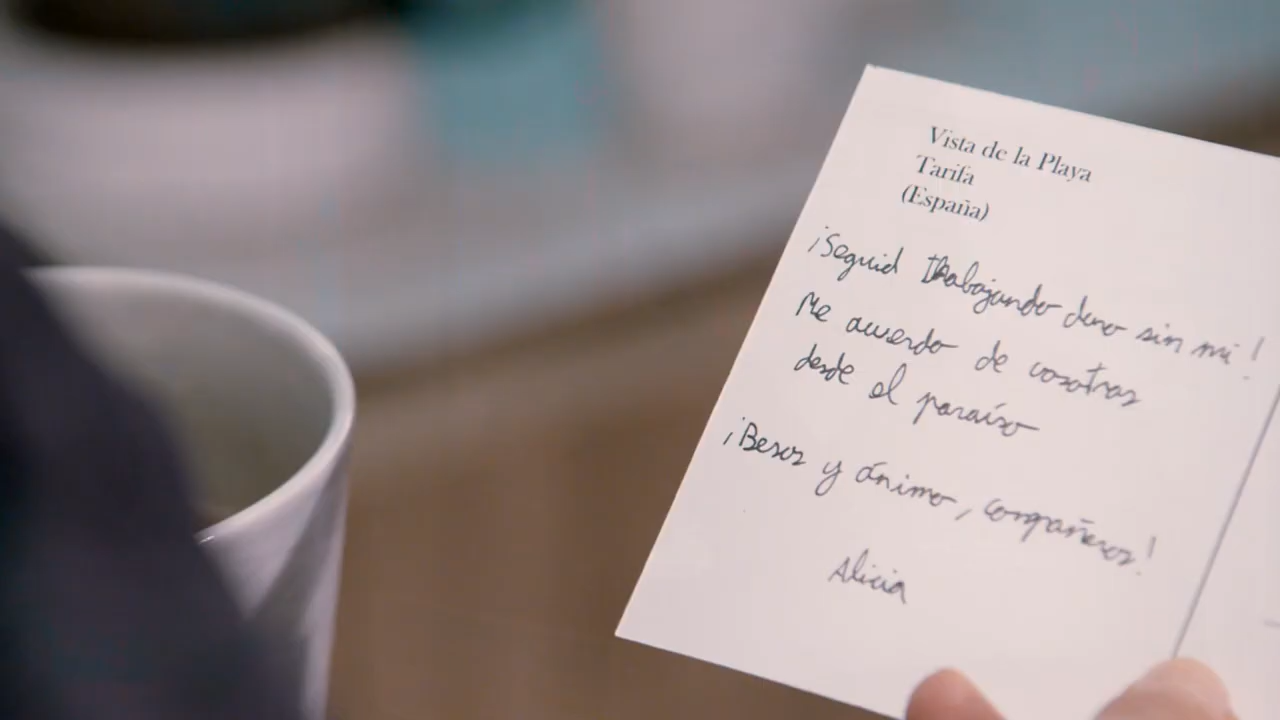 Vista de la Playa
Tarifa
(España)
¡Seguid trabajando duro sin mi!
Me acuerdo de vosotros
desde el paraíso
¡Besos y ánimo, compañeros!
Alicia